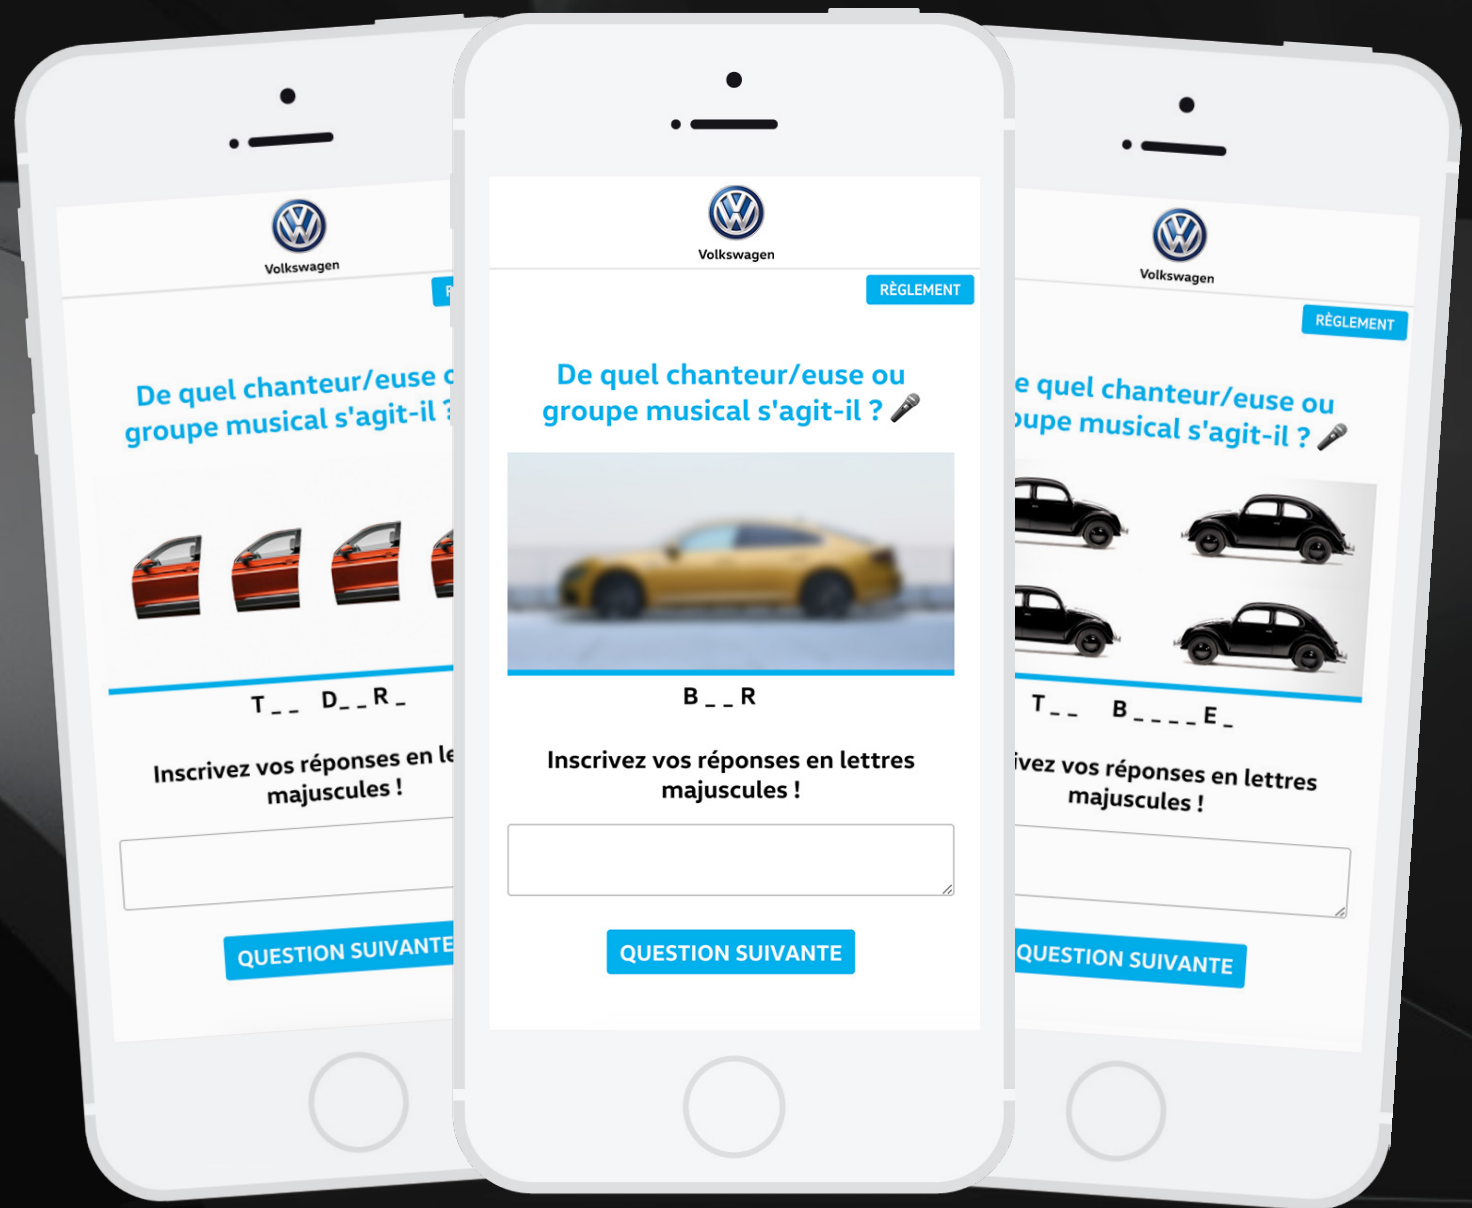 Volkswagen
De quel chanteur/euse
groupe musical s'agit-il ?
T _ _ D _ _ R _
Inscrivez vos réponses en
majuscules !
QUESTION SUIVANTE
Volkswagen
RÈGLEMENT
De quel chanteur/euse ou
groupe musical s'agit-il ?
B _ _ R
Inscrivez vos réponses en lettres
majuscules !
QUESTION SUIVANTE
Volkswagen
RÈGLEMENT
quel chanteur/euse ou
musical s'agit-il ?
T _ _ B _ _ _ _ E _
vos réponses en lettres
majuscules !
QUESTION SUIVANTE